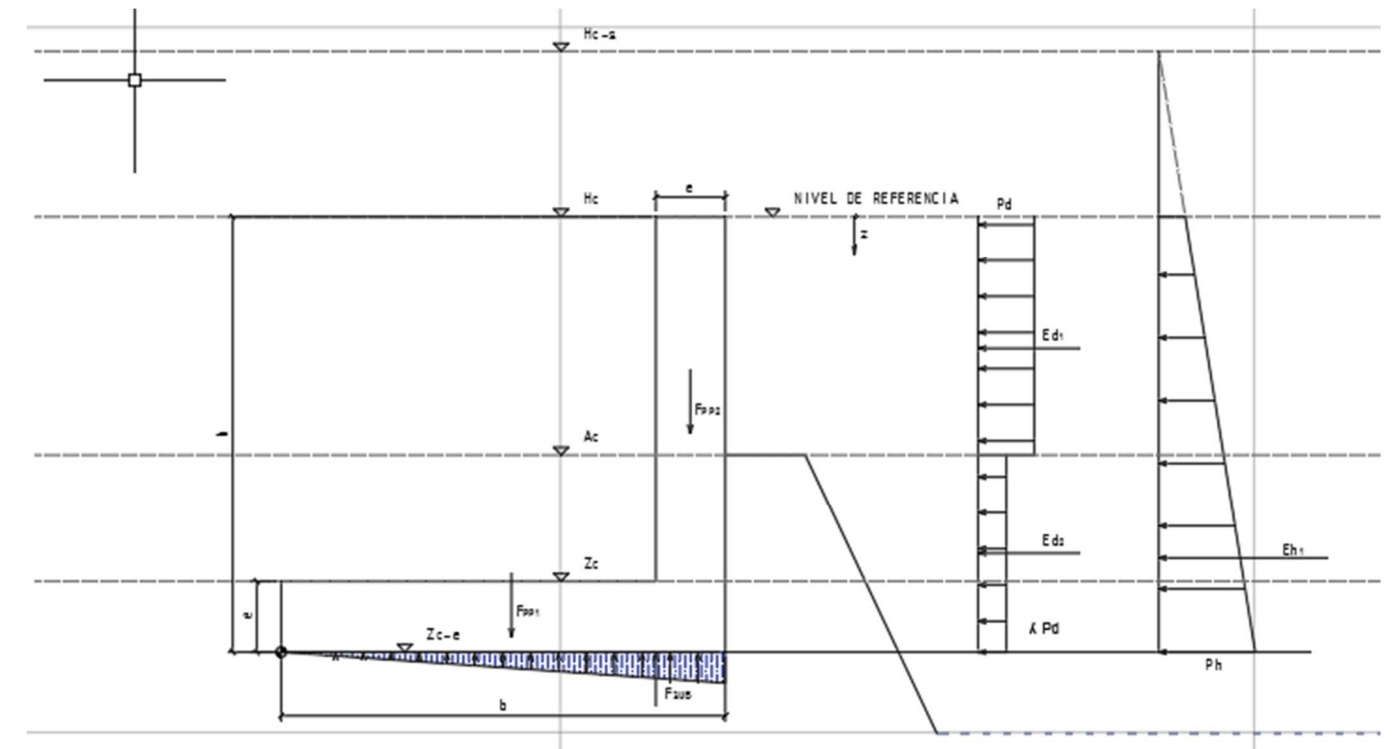 Hc-s
e
Hc
NIVEL DE REFERENCIA
Pd
z
Ed1
Fpp2
h
Ac
Ed2
Eh1
Zc
e
Fpp1
Zc-e
Pd
Ph
Fsub
b